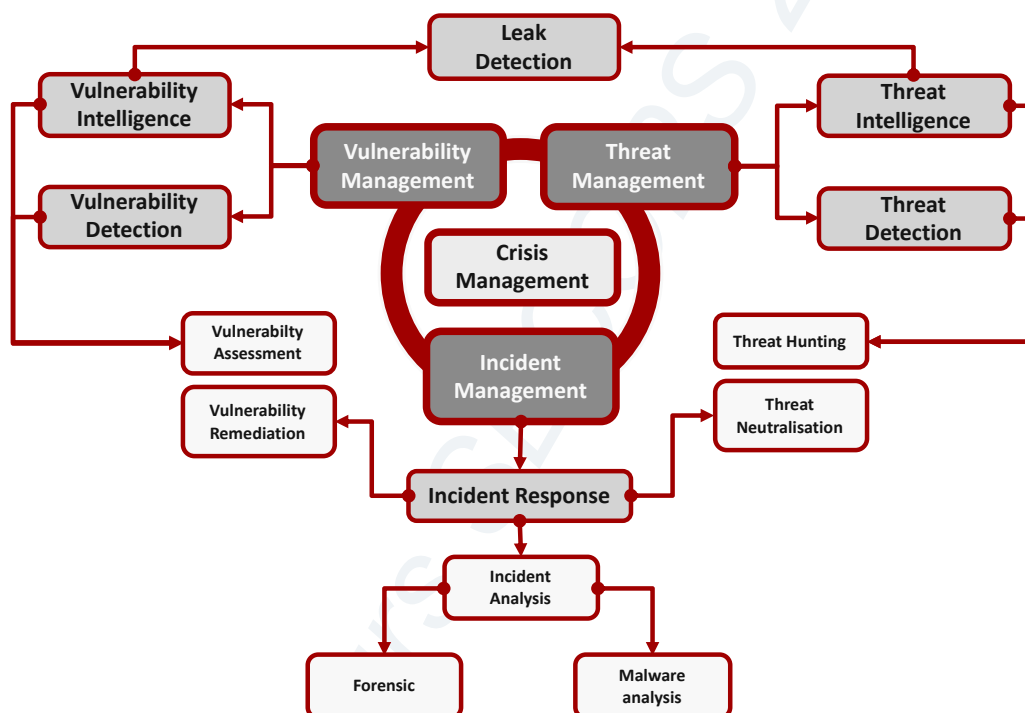 Leak
Detection
Vulnerability
Intelligence
Threat
Intelligence
Vulnerability
Management
Threat
Management
Vulnerability
Detection
Threat
Detection
Crisis
Management
Vulnerabilty
Assessment
Threat Hunting
Incident
Management
Vulnerability
Remediation
Threat
Neutralisation
Incident Response
Incident
Analysis
Forensic
Malware
analysis